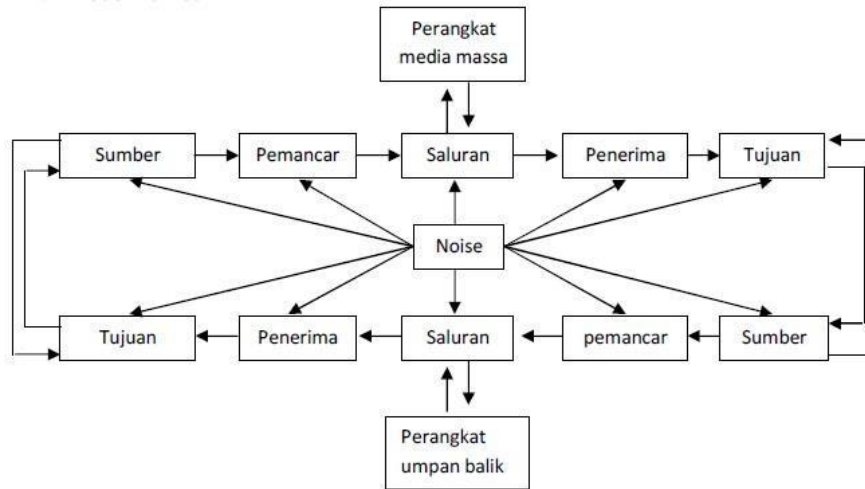 Perangkat
media massa
Sumber
Pemancar
Saluran
Penerima
Tujuan
Noise
Tujuan
Penerima
Saluran
pemancar
Sumber
Perangkat
umpan balik